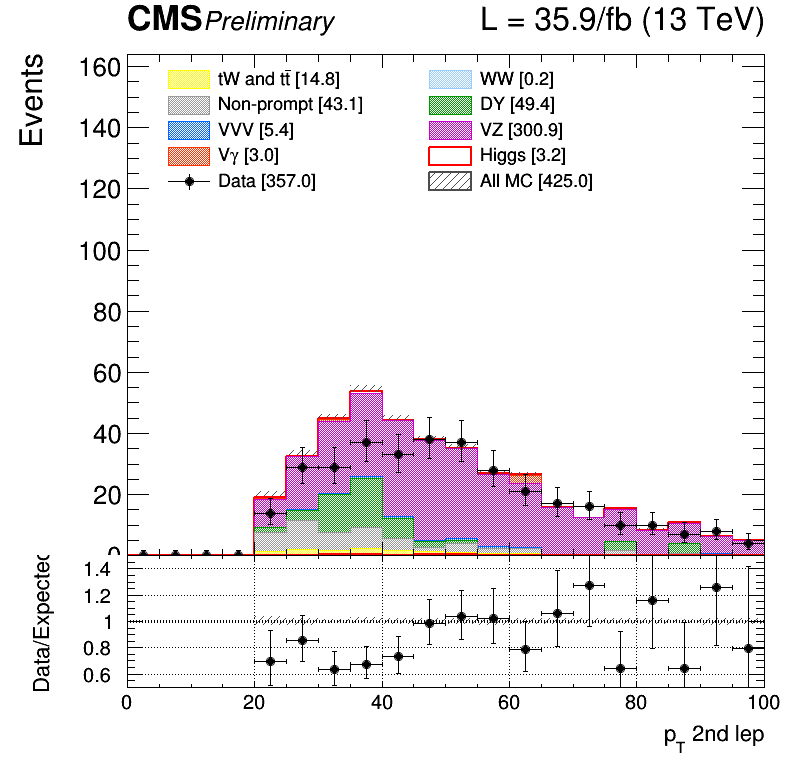 CMS Preliminary L = 35.9/fb (13 TeV)
Events
160
140
120
100
80
60
40
20
0
tW and tt̄ [14.8]
Non-prompt [43.1]
VVV [5.4]
Vγ [3.0]
Data [357.0]
WW [0.2]
DY [49.4]
VZ [300.9]
Higgs [3.2]
All MC [425.0]
Data/Expected
1.4
1.2
1
0.8
0.6
0 20 40 60 80 100
p_T 2nd lep